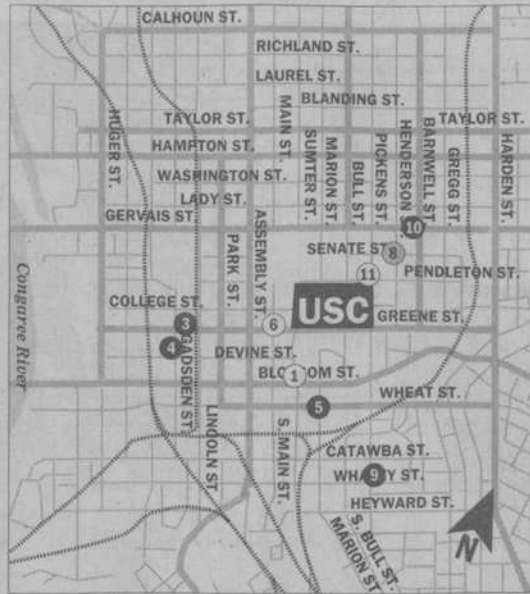 CALHOUN ST.
RICHLAND ST.
LAUREL ST.
BLANDING ST.
TAYLOR ST.
TAYLOR ST.
HAMPTON ST.
WASHINGTON ST.
LADY ST.
GERVAIS ST.
HUGER ST.
MAIN ST.
SUMTER ST.
MARION ST.
BULL ST.
PICKENS ST.
HENDERSON S
BARNWELL ST.
GREGG ST.
HARDEN ST.
10
SENATE ST
8
11
PENDLETON ST.
PARK ST.
ASSEMBLY ST.
Congaree River
COLLEGE ST.
USC
3
6
GREENE ST.
4
GADSDEN ST.
DEVINE ST.
BLOSSOM ST.
1
5
WHEAT ST.
LINCOLN ST
S. MAIN ST.
CATAWBA ST.
WHALEY ST.
9
HEYWARD ST.
S. BULL ST.
MARION ST
N